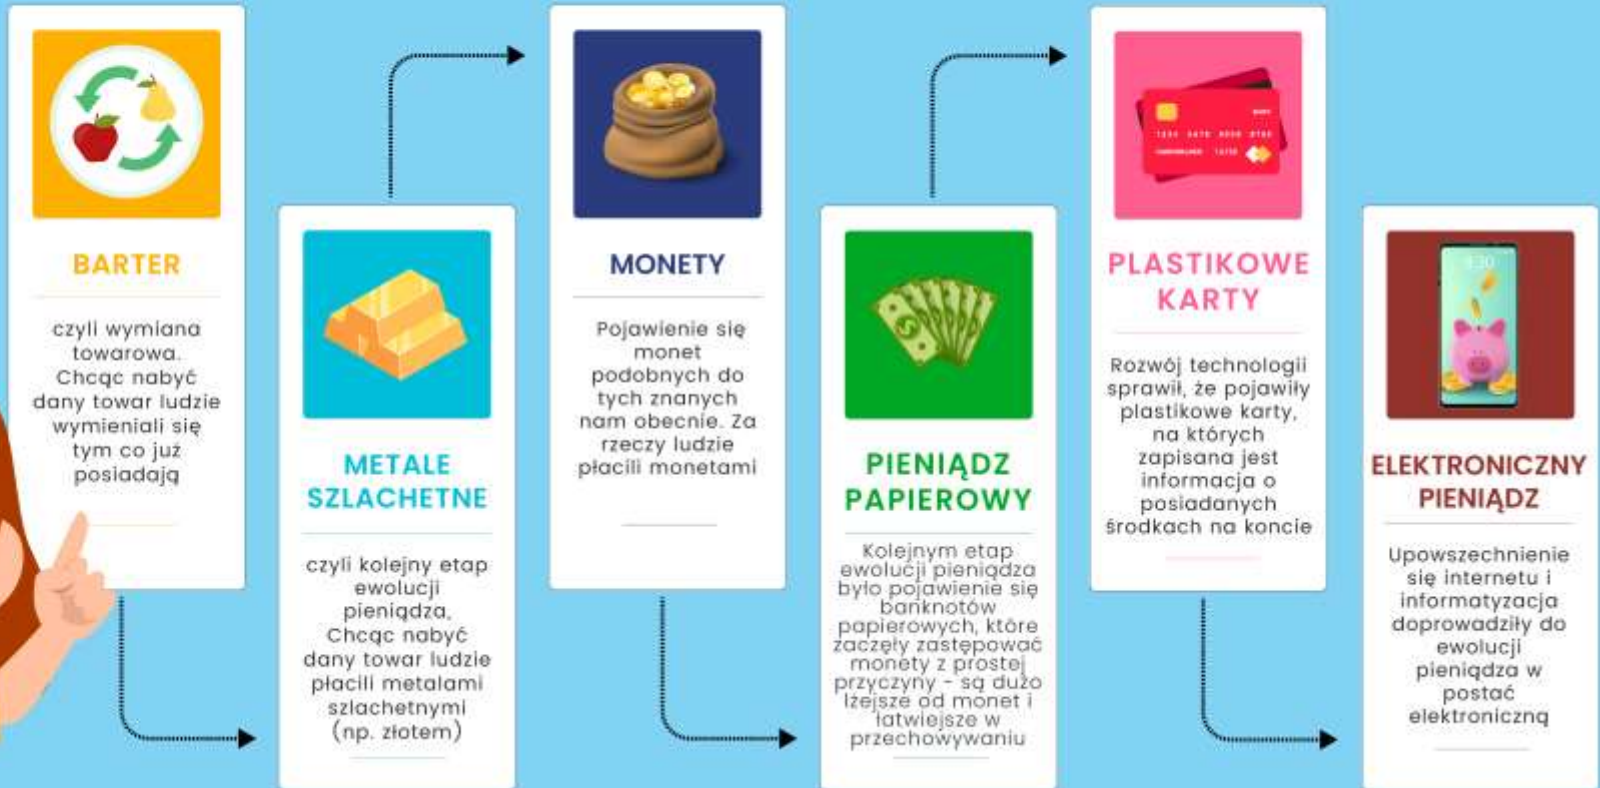 BARTER
czyli wymiana
towarowa.
Chcąc nabyć
dany towar ludzie
wymieniali się
tym co już
posiadają
METALE
SZLACHETNE
czyli kolejny etap
ewolucji
pieniądza,
Chcąc nabyć
dany towar ludzie
płacili metalami
szlachetnymi
(np. złotem)
MONETY
Pojawienie się
monet
podobnych do
tych znanych
nam obecnie. Za
rzeczy ludzie
płacili monetami
PIENIĄDZ
PAPIEROWY
Kolejnym etap
ewolucji pieniądza
było pojawienie się
banknotów
papierowych, które
zaczęły zastępować
monety z prostej
przyczyny - są dużo
lżejsze od monet i
łatwiejsze w
przechowywaniu
PLASTIKOWE
KARTY
Rozwój technologii
sprawił, że pojawiły
plastikowe karty,
na których
zapisana jest
informacja o
posiadanych
środkach na koncie
ELEKTRONICZNY
PIENIĄDZ
Upowszechnienie
się internetu i
informatyzacja
doprowadziły do
ewolucji
pieniądza w
postać
elektroniczną